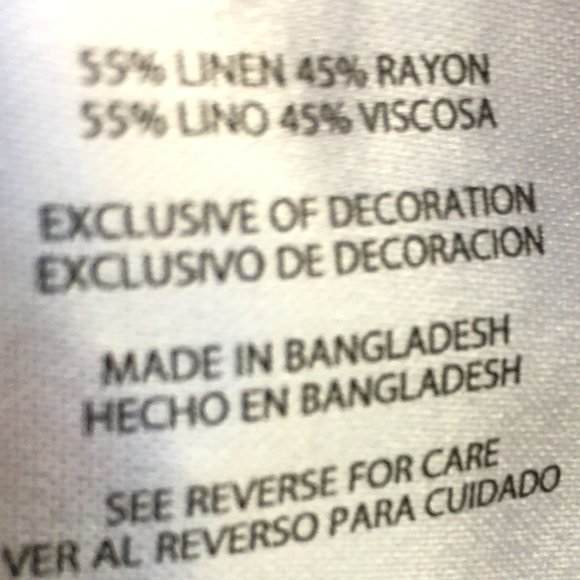 55% LINEN 45% RAYON
55% LINO 45% VISCOSA
EXCLUSIVE OF DECORATION
EXCLUSIVO DE DECORACION
MADE IN BANGLADESH
HECHO EN BANGLADESH
SEE REVERSE FOR CARE
VER AL REVERSO PARA CUIDADO